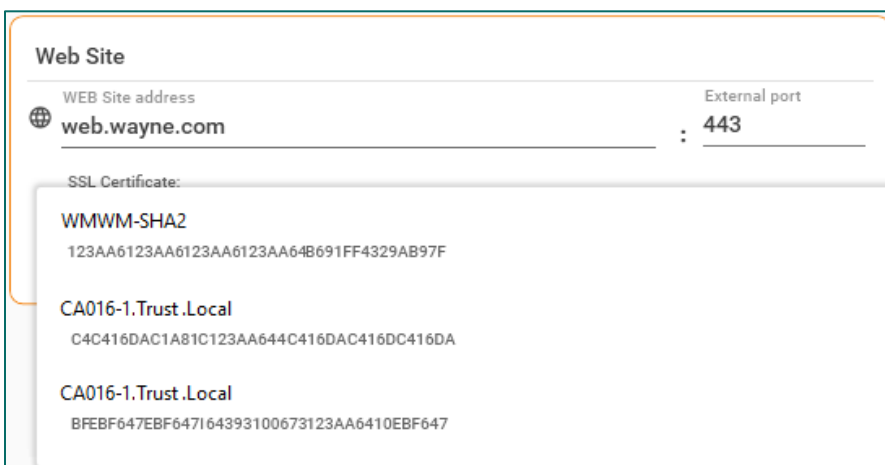 Web Site
WEB Site address
External port
web.wayne.com : 443
SSL Certificate:
WMWM-SHA2
123AA6123AA6123AA6123AA64B691FF4329AB97F
CA016-1.Trust.Local
C4C416DAC1A81C123AA644C416DAC416DC416DA
CA016-1.Trust.Local
BFEBF647EBF647I64393100673123AA6410EBF647